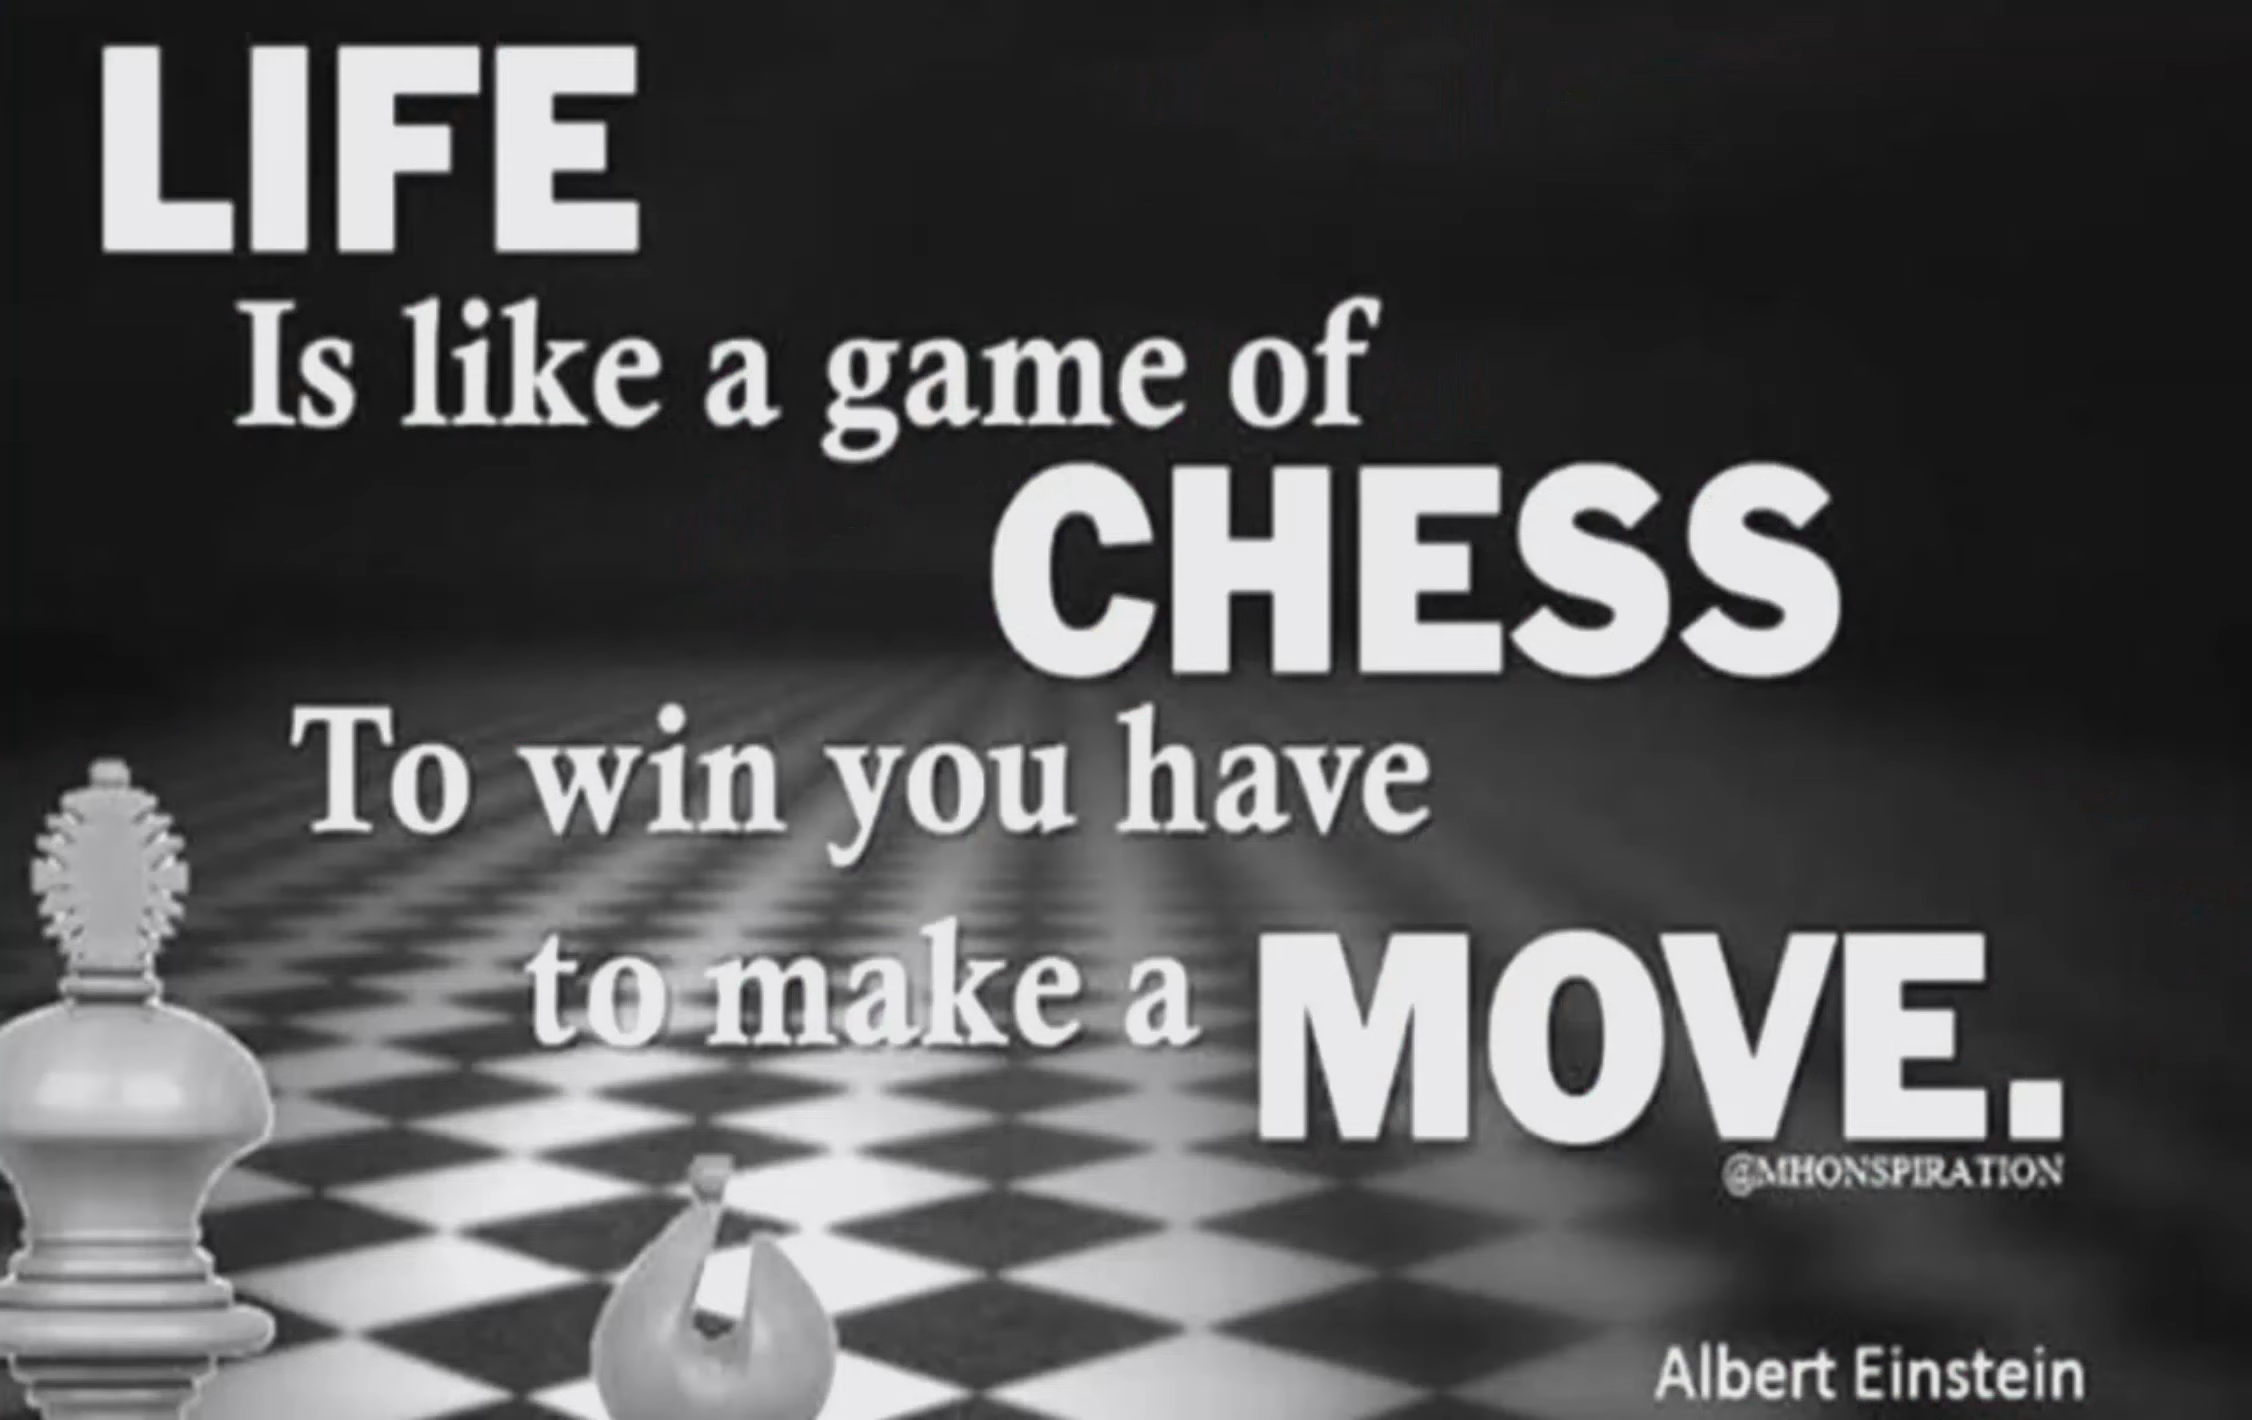 LIFE
Is like a game of
CHESS
To win you have
to make a MOVE.
@MHONSPIRATION
Albert Einstein